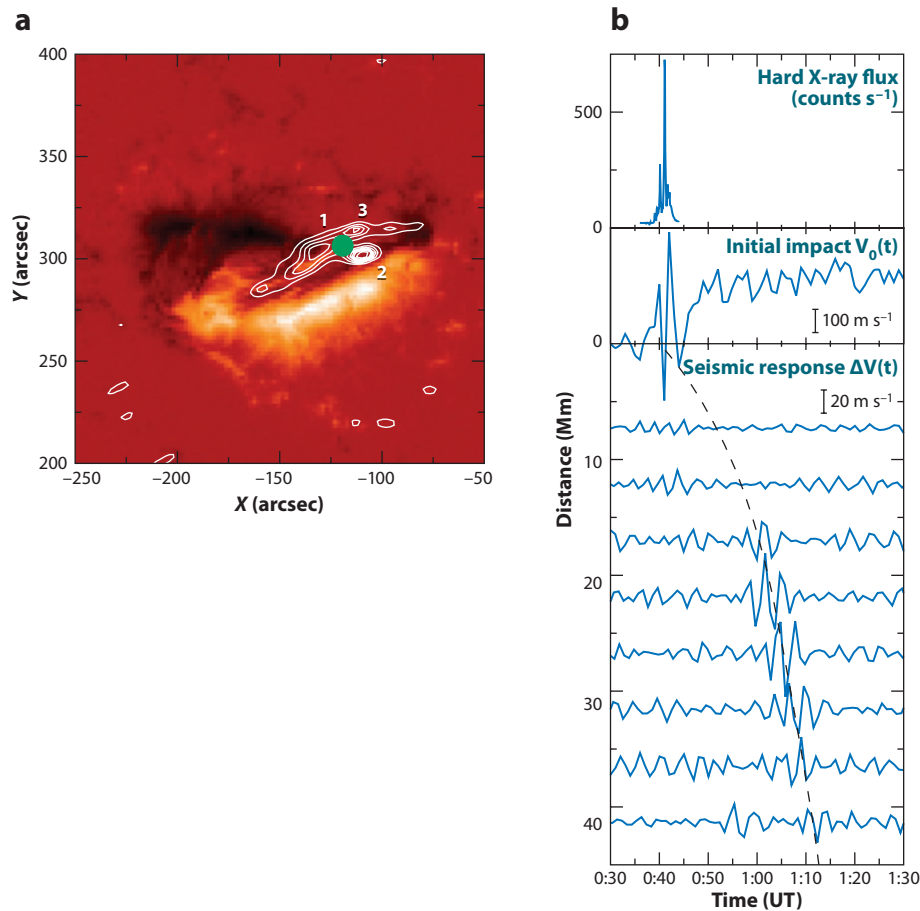 a
400
350
300
250
200
Y (arcsec)
1
3
2
−250
−200
−150
−100
−50
X (arcsec)
b
Hard X-ray flux
(counts s⁻¹)
500
0
Initial impact V₀(t)
100 m s⁻¹
0
Seismic response ΔV(t)
20 m s⁻¹
10
20
30
40
Distance (Mm)
0:30
0:40
0:50
1:00
1:10
1:20
1:30
Time (UT)